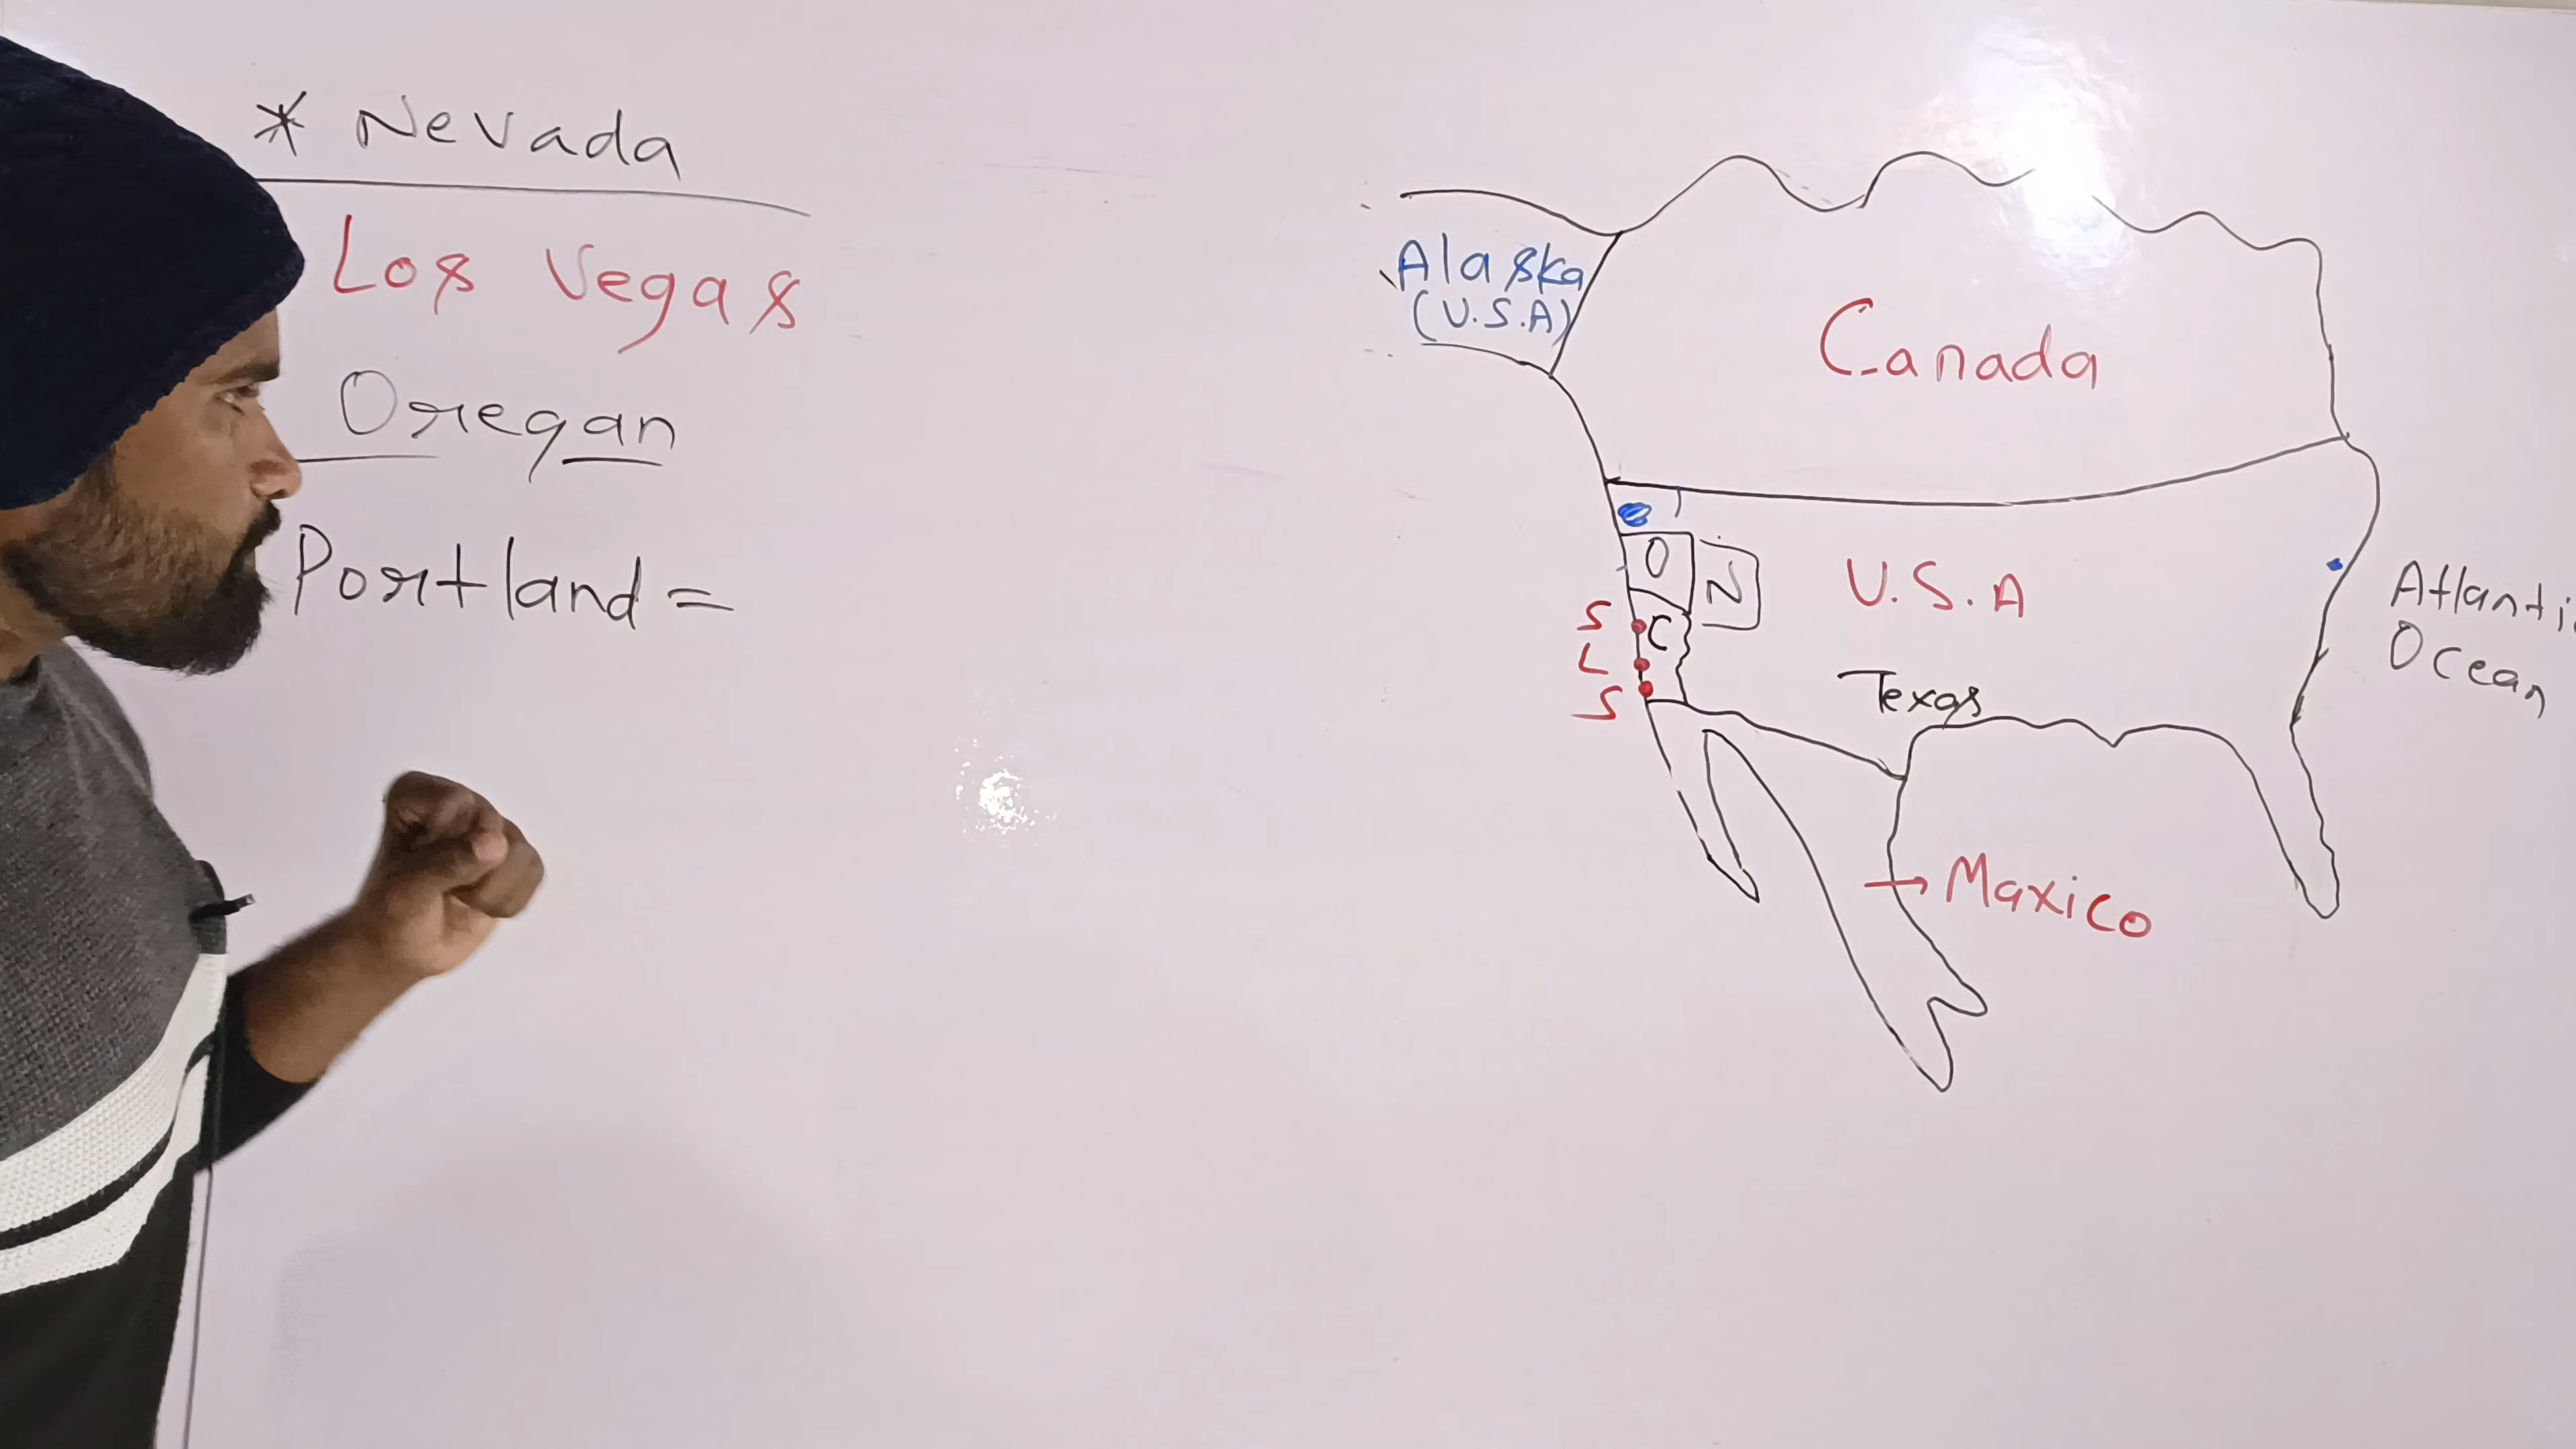 * Nevada
Los Vegas
Oregan
Portland =
Alaska
(U.S.A)
Canada
O
N
U.S.A
S
C
L
S
Texas
Atlanti
Ocean
→ Maxico